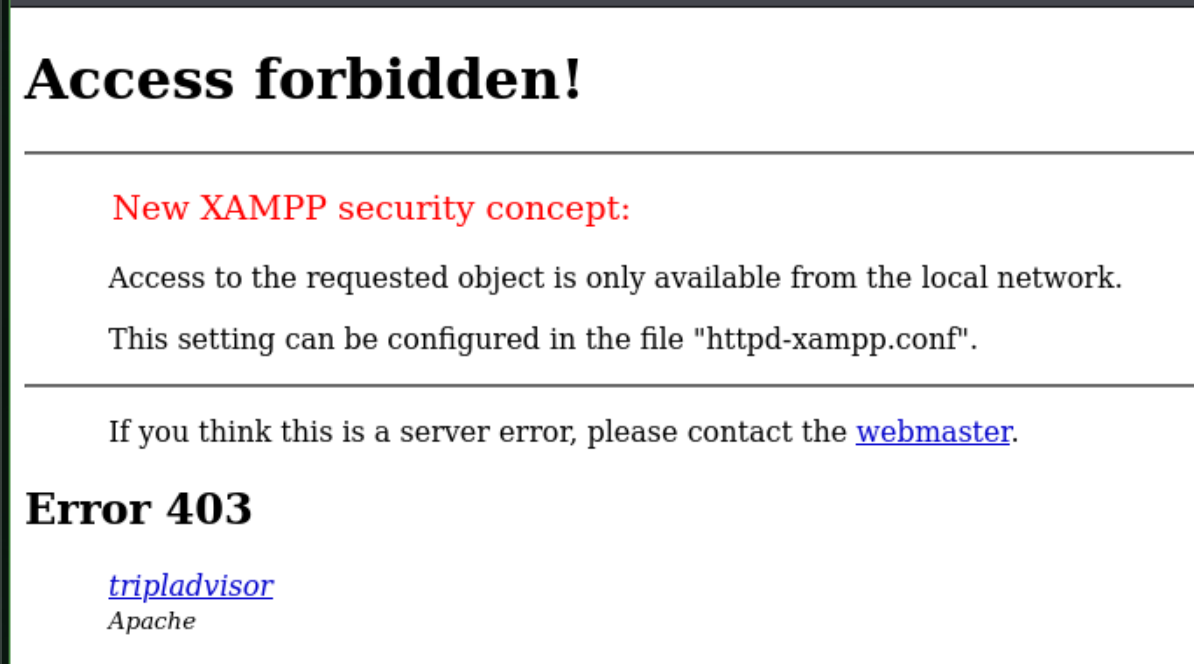 Access forbidden!
New XAMPP security concept:
Access to the requested object is only available from the local network.
This setting can be configured in the file "httpd-xampp.conf".
If you think this is a server error, please contact the webmaster.
Error 403
tripladvisor
Apache